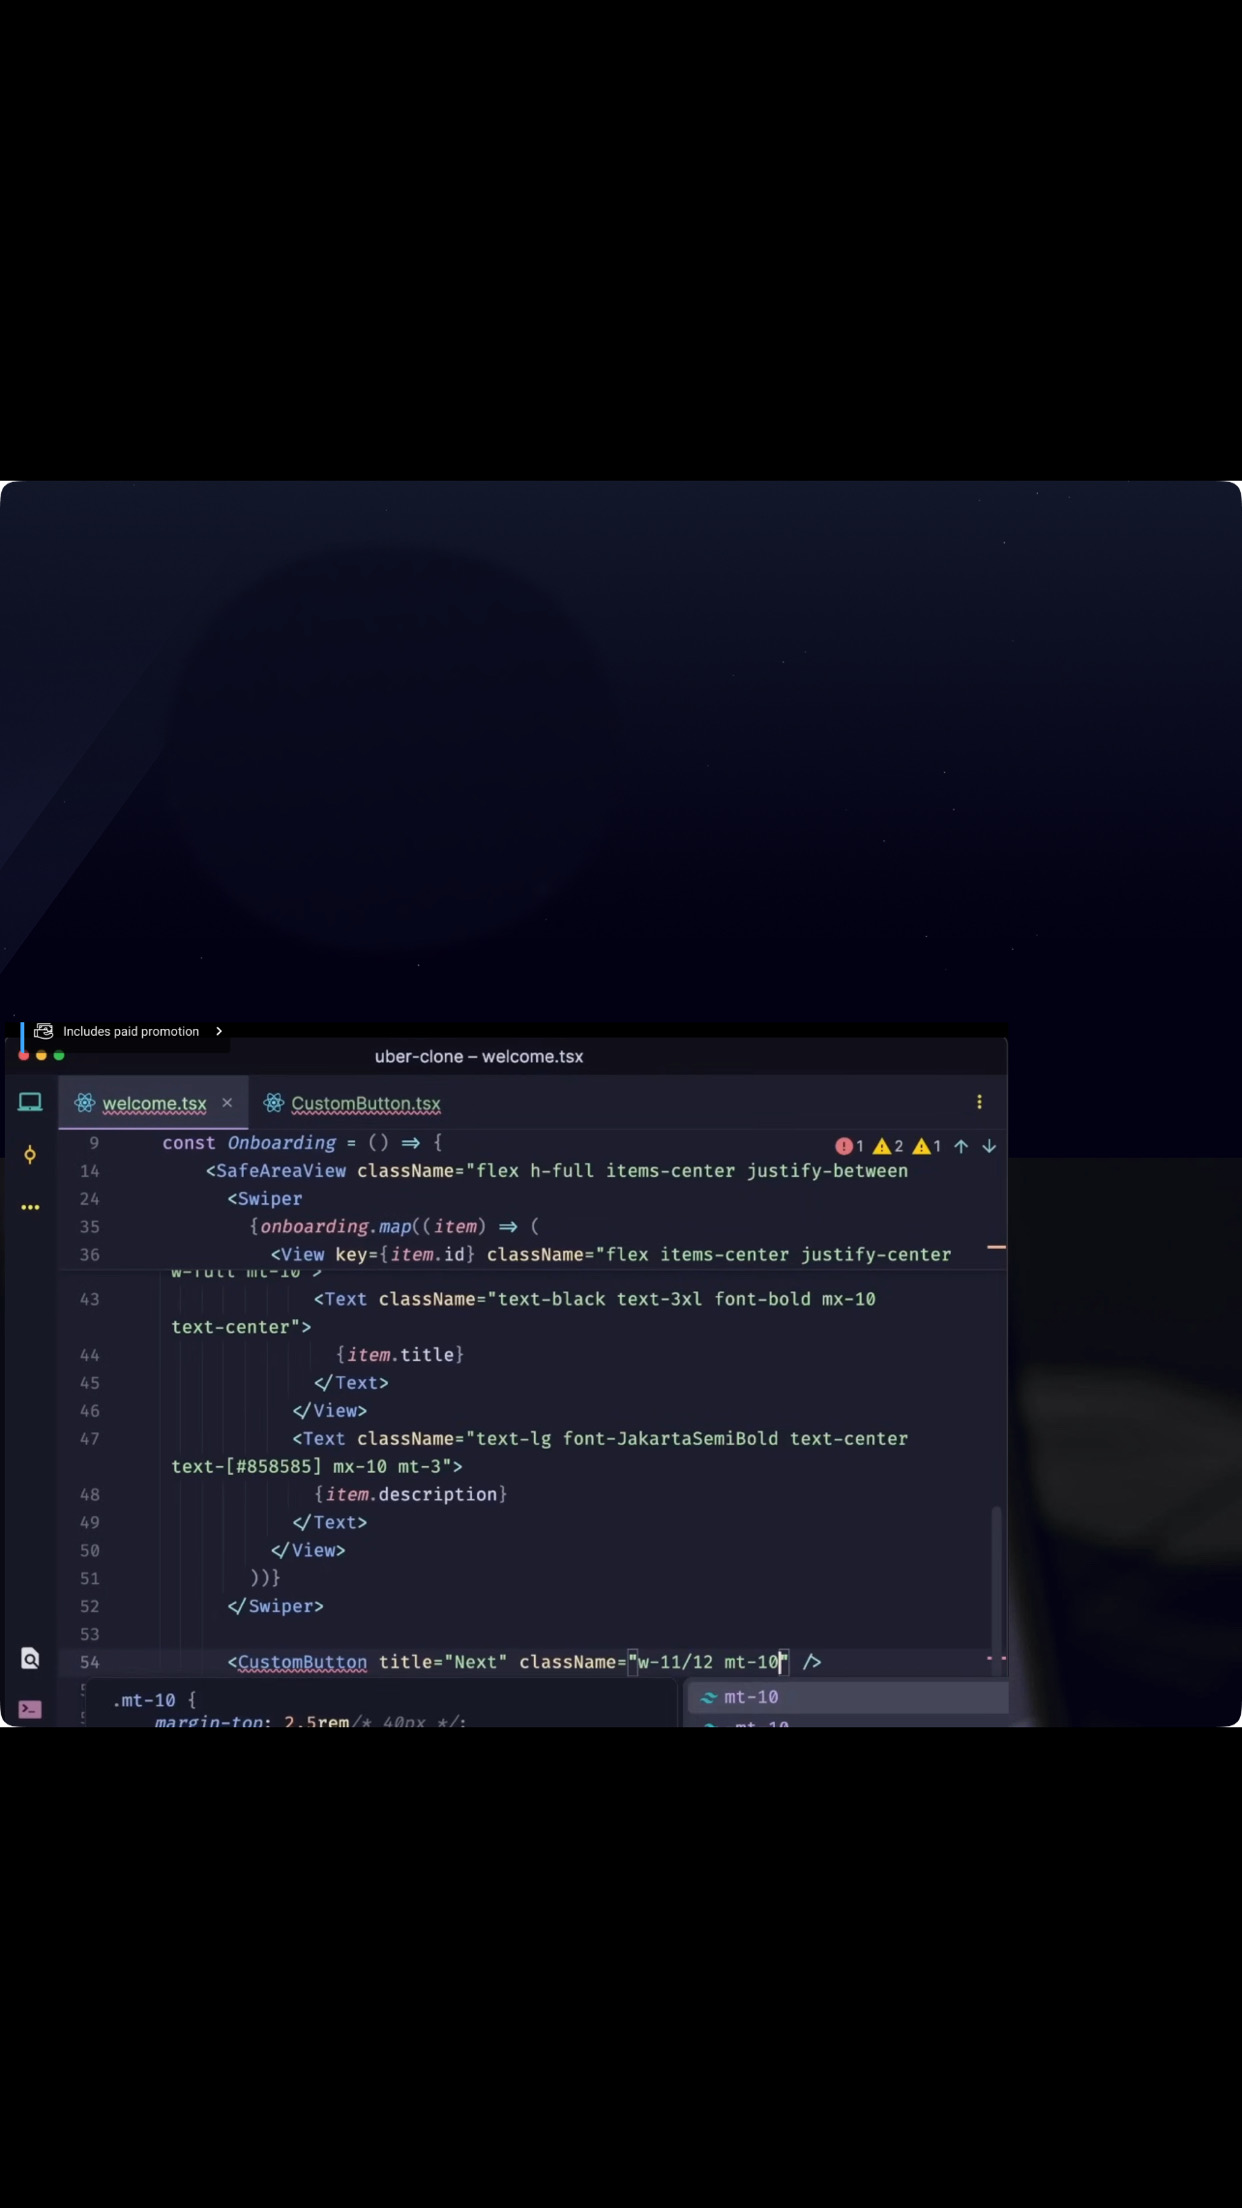 Includes paid promotion
uber-clone – welcome.tsx
welcome.tsx × CustomButton.tsx
9 const Onboarding = () => {
1 2 1
14 <SafeAreaView className="flex h-full items-center justify-between
24 <Swiper
35 {onboarding.map((item) => (
36 <View key={item.id} className="flex items-center justify-center
w-full mt-10">
43 <Text className="text-black text-3xl font-bold mx-10
text-center">
44 {item.title}
45 </Text>
46 </View>
47 <Text className="text-lg font-JakartaSemiBold text-center
text-[#858585] mx-10 mt-3">
48 {item.description}
49 </Text>
50 </View>
51 ))}
52 </Swiper>
53
54 <CustomButton title="Next" className="w-11/12 mt-10" />
.mt-10 {
margin-top: 2.5rem/* 40px */;
mt-10
-mt-10